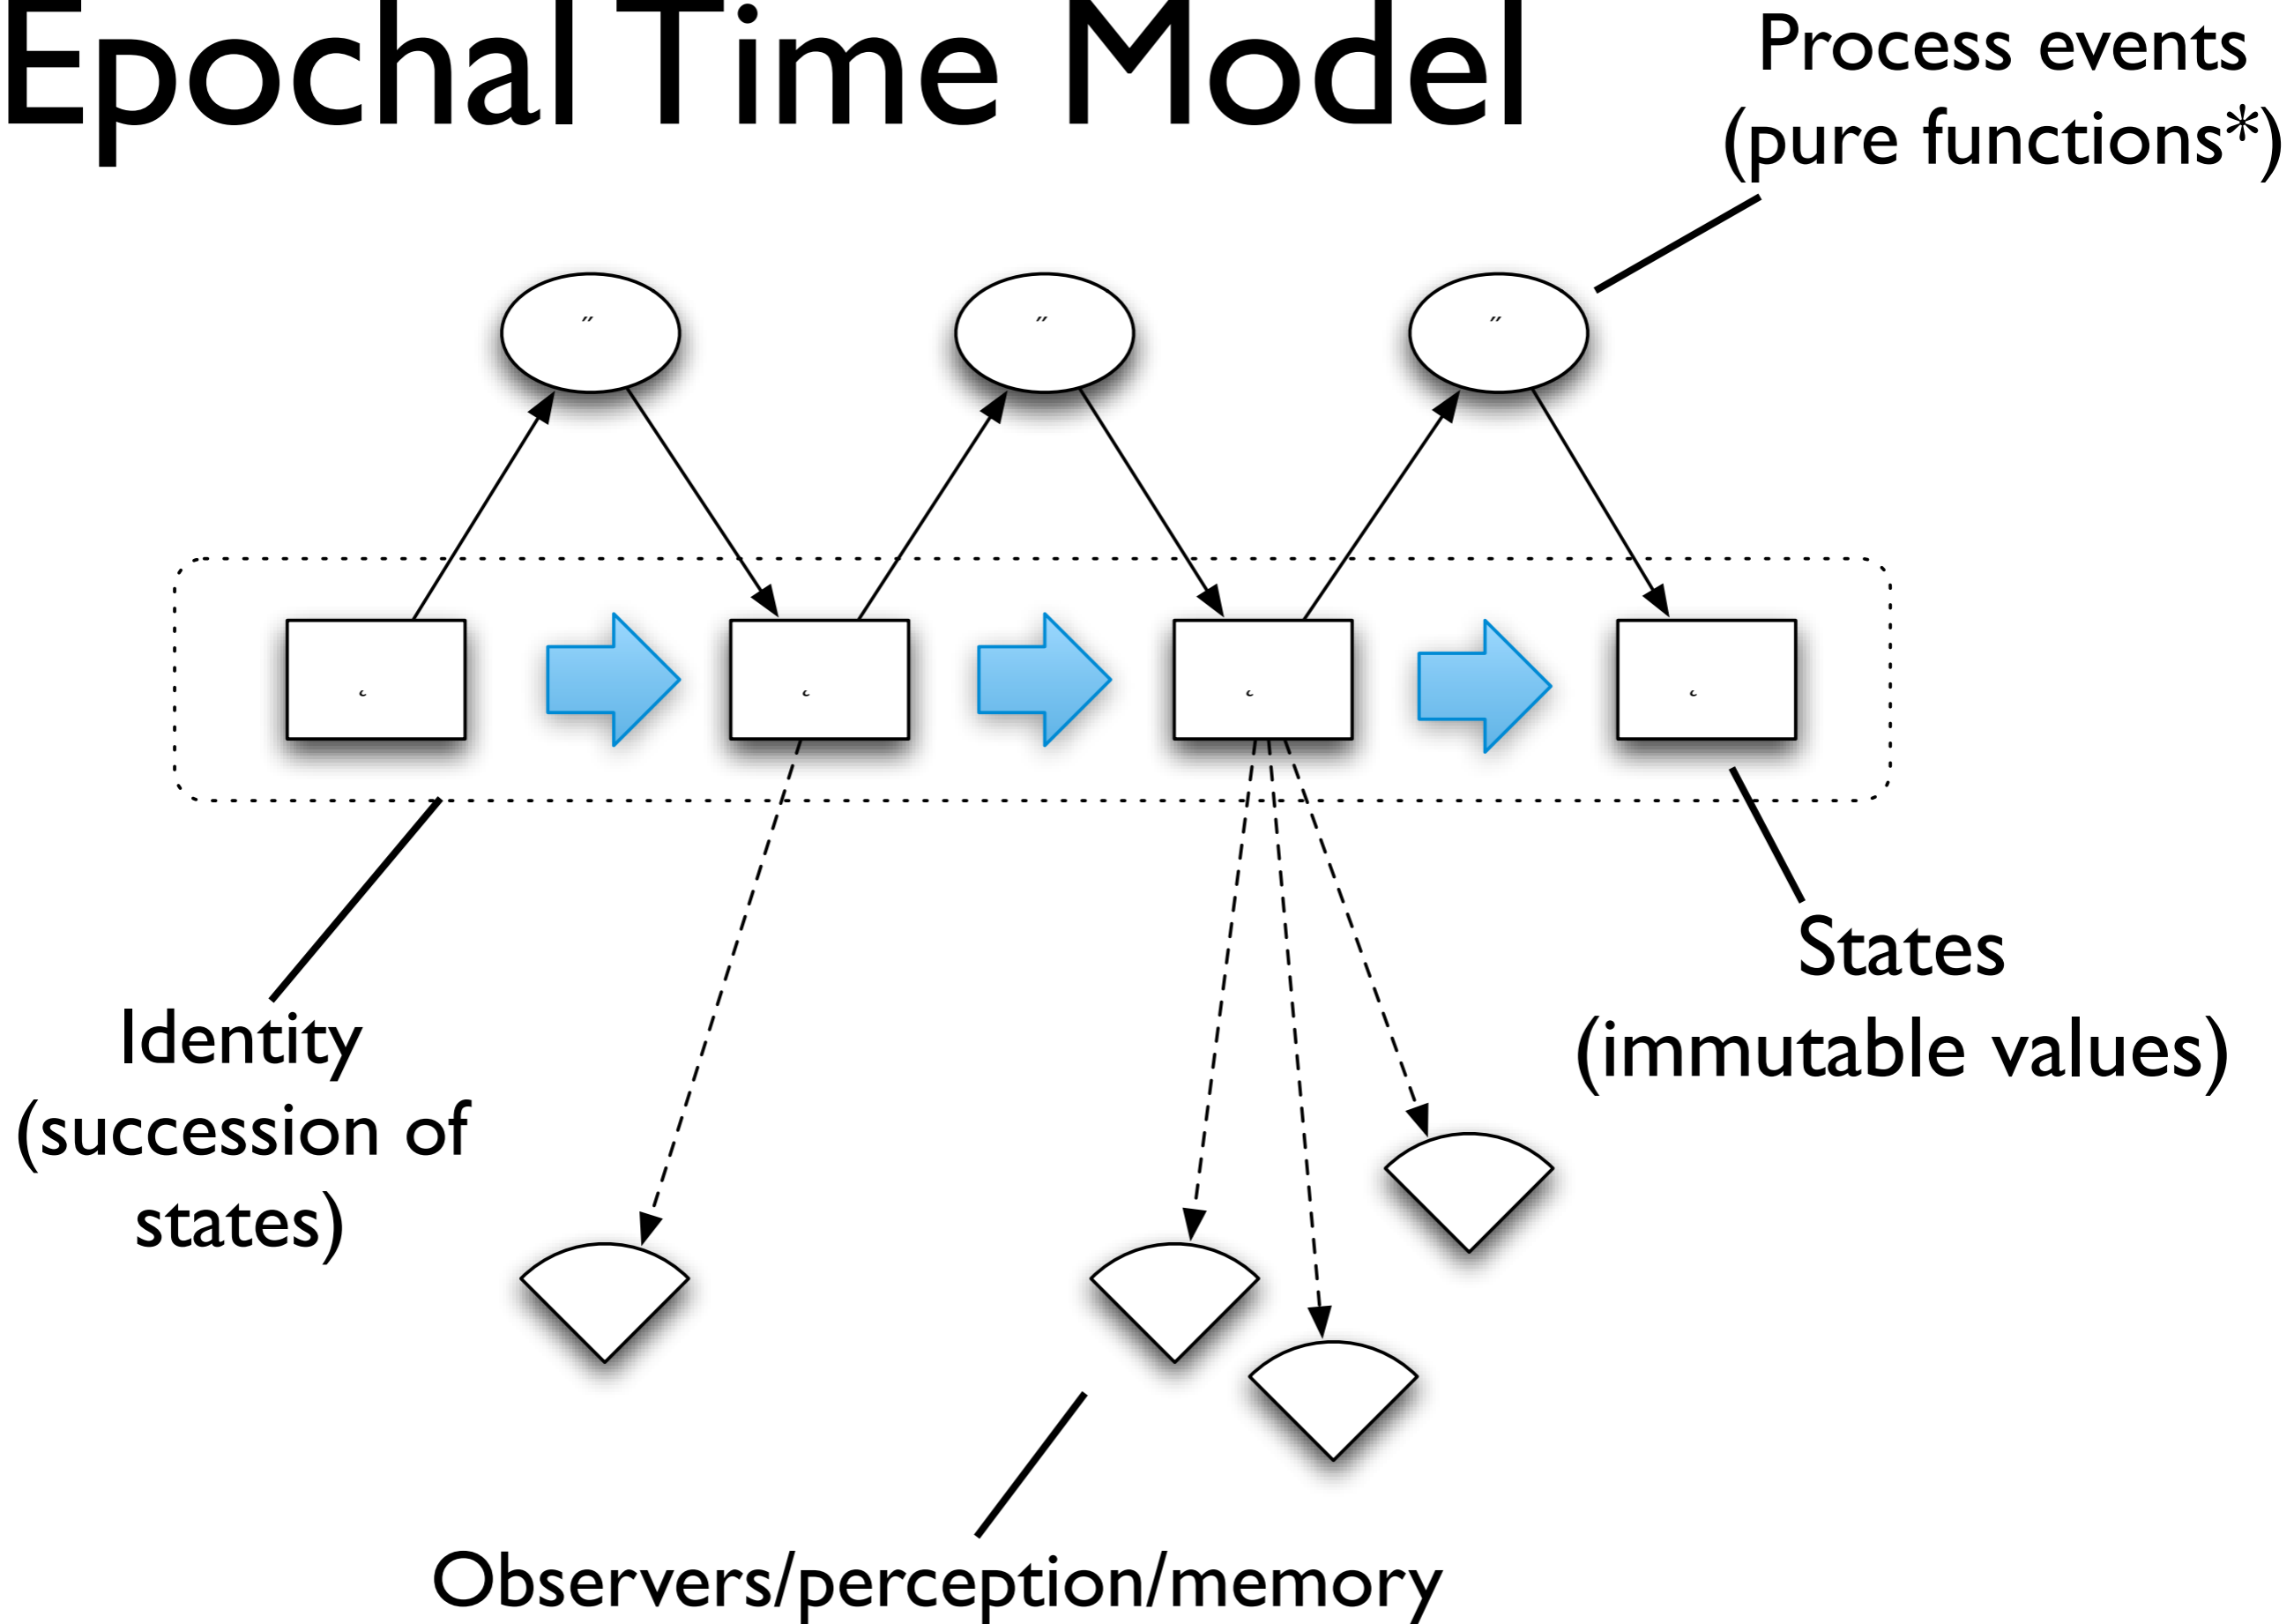 Epochal Time Model
Process events
(pure functions*)
Identity
(succession of
states)
States
(immutable values)
Observers/perception/memory